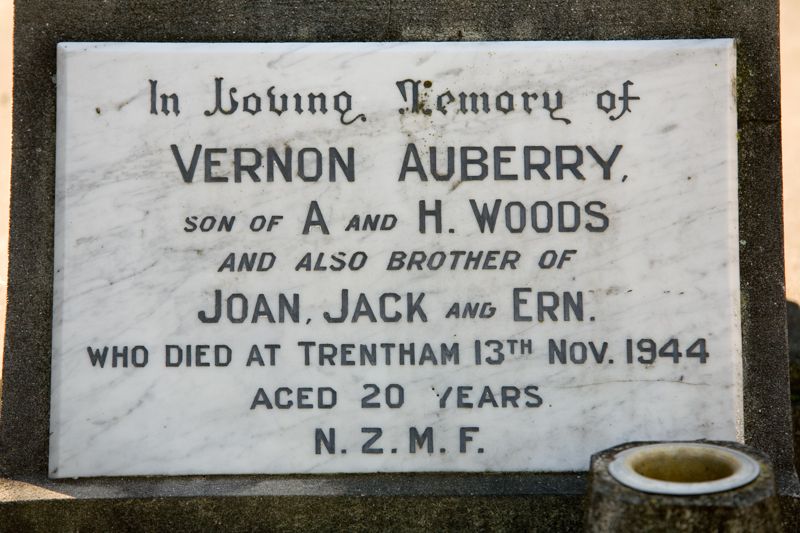 In Loving Memory of
VERNON AUBERRY,
SON OF A AND H. WOODS
AND ALSO BROTHER OF
JOAN, JACK ANG ERN.
WHO DIED AT TRENTHAM 13TH NOV. 1944
AGED 20 YEARS.
N.Z.M.F.